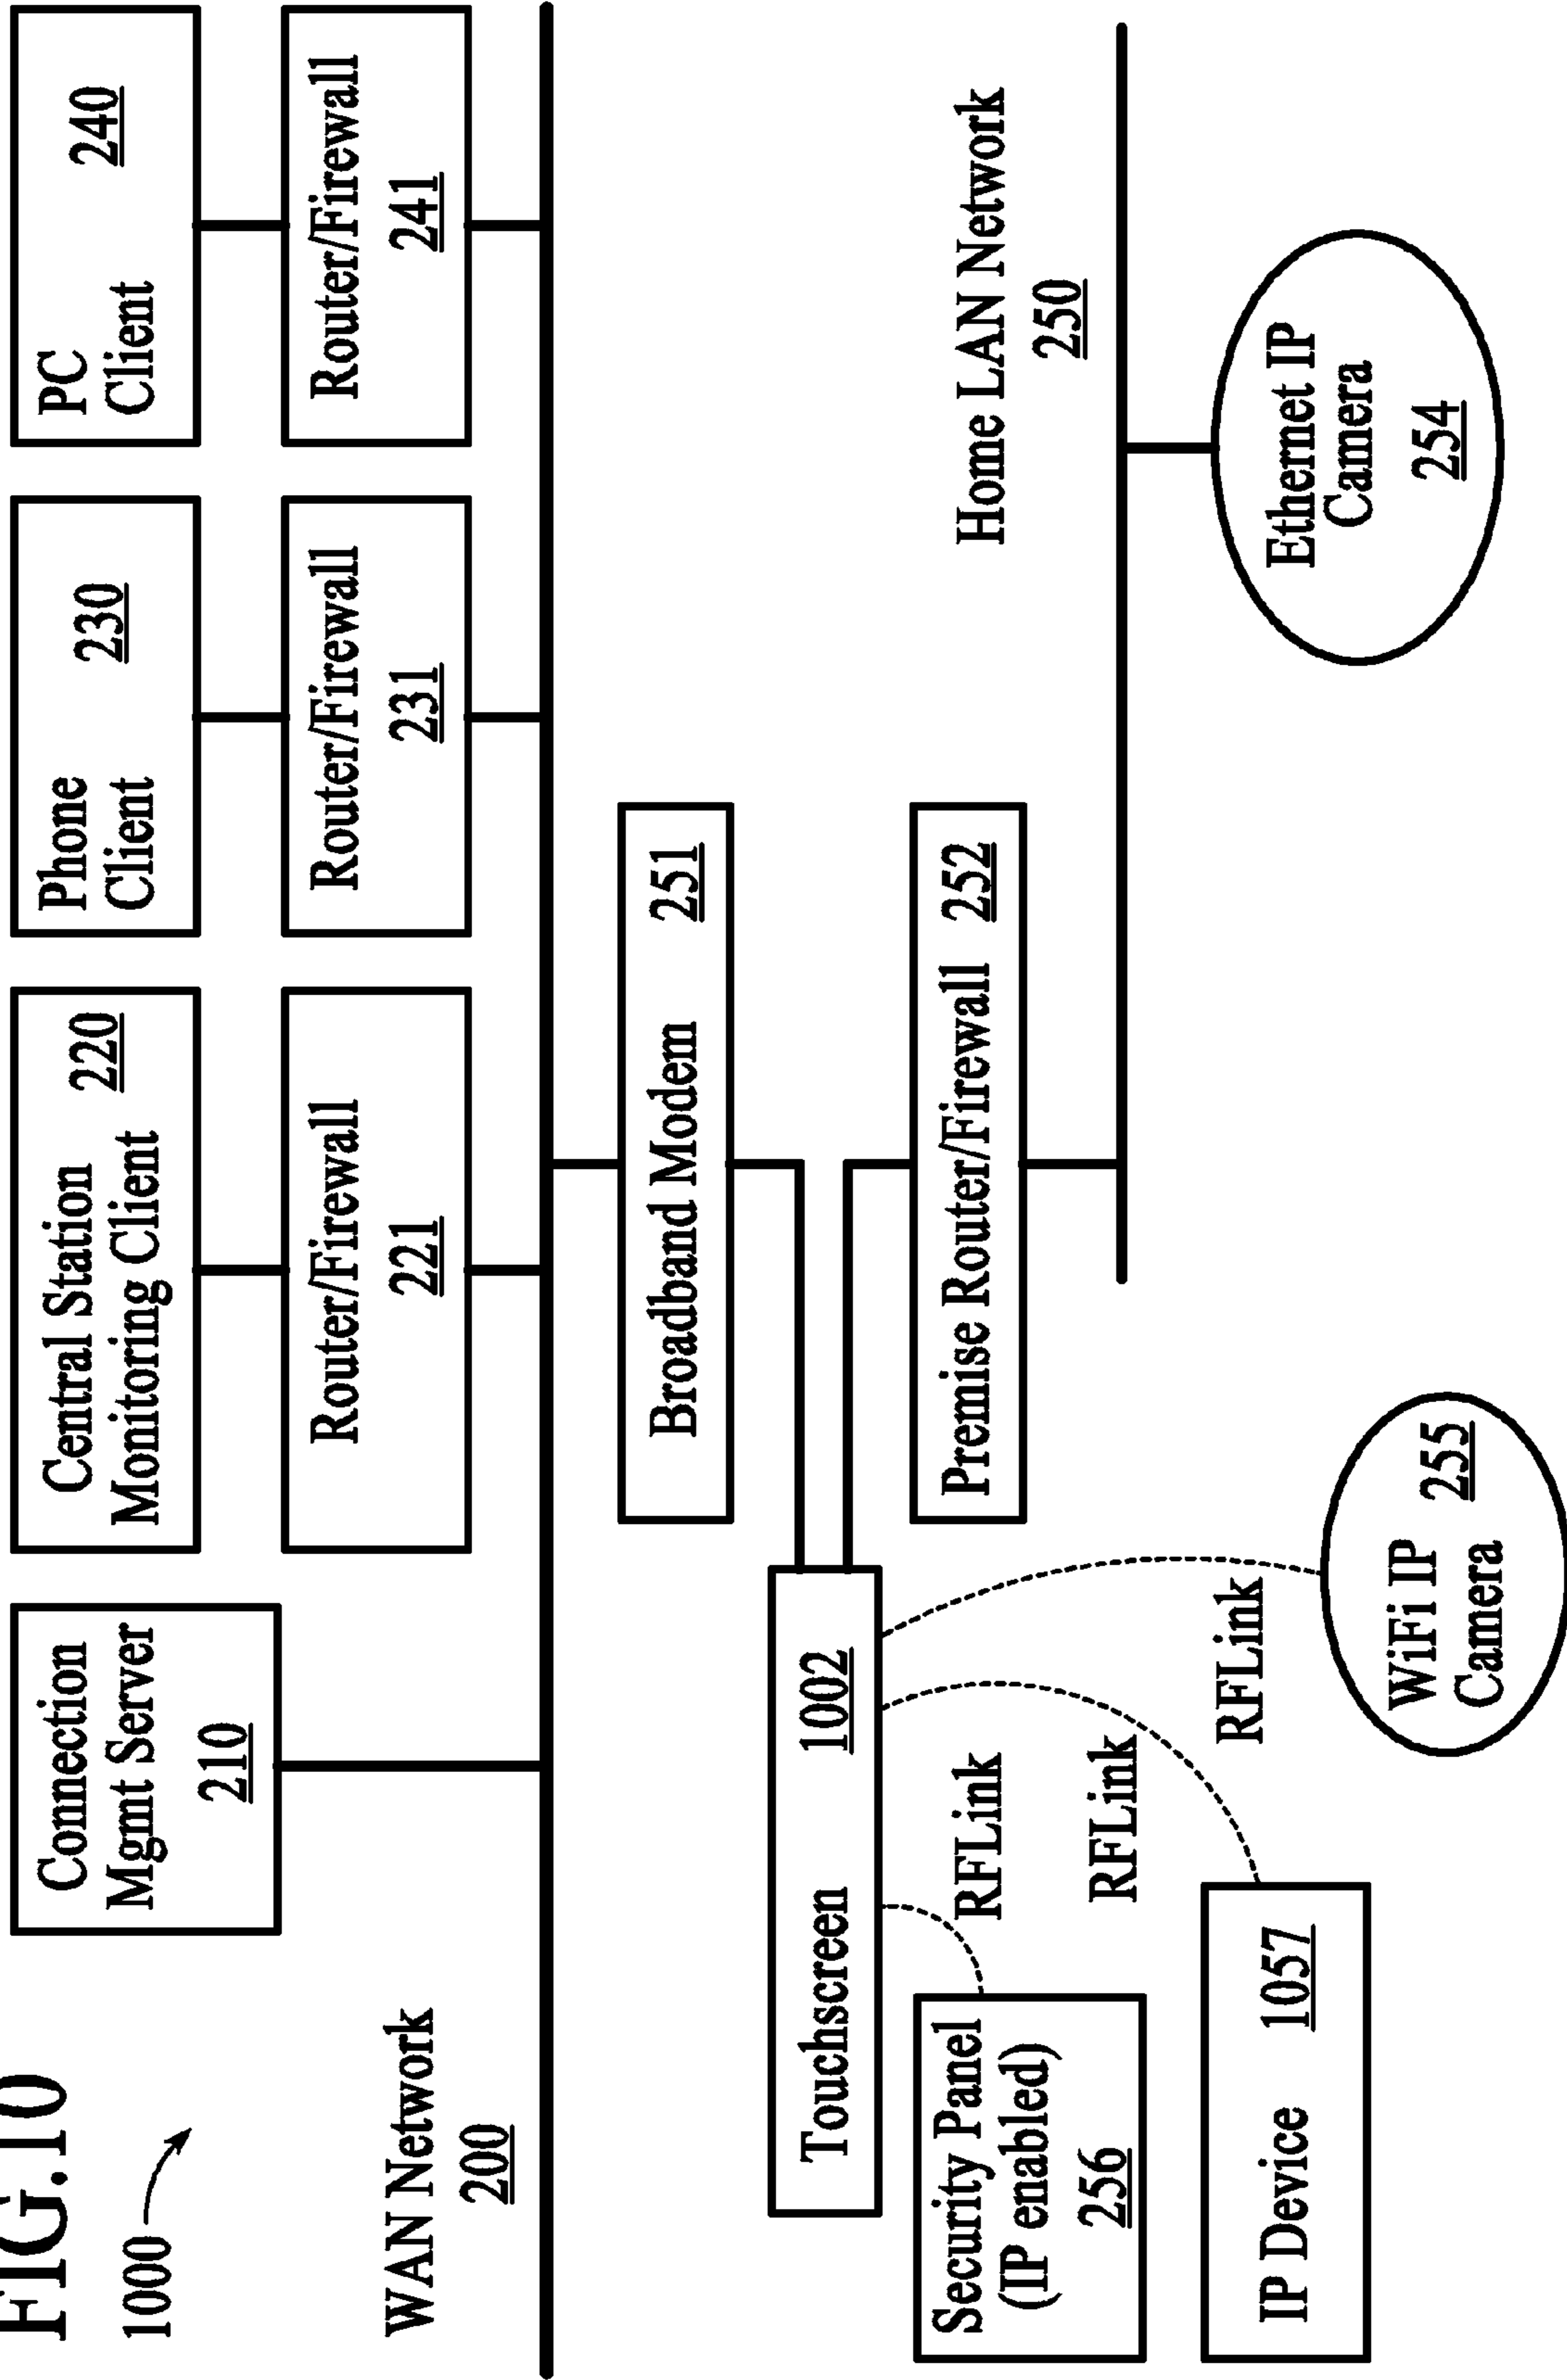 FIG.10
1000
WAN Network
200
Connection
Mgmt Server
210
Central Station
220
Monitoring Client
Router/Firewall
221
Phone
230
Client
Router/Firewall
231
PC
240
Client
Router/Firewall
241
Broadband Modem 251
Touchscreen 1002
Premise Router/Firewall 252
Home LAN Network
250
Security Panel
(IP enabled)
256
RFLink
RFLink
RFLink
IP Device 1057
WiFi IP
Camera
255
Ethernet IP
Camera
254